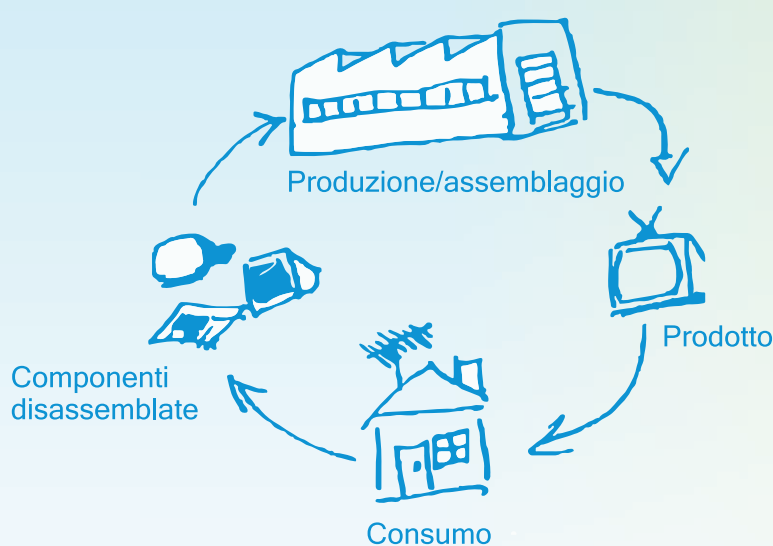 Produzione/assemblaggio
Prodotto
Componenti
disassemblate
Consumo